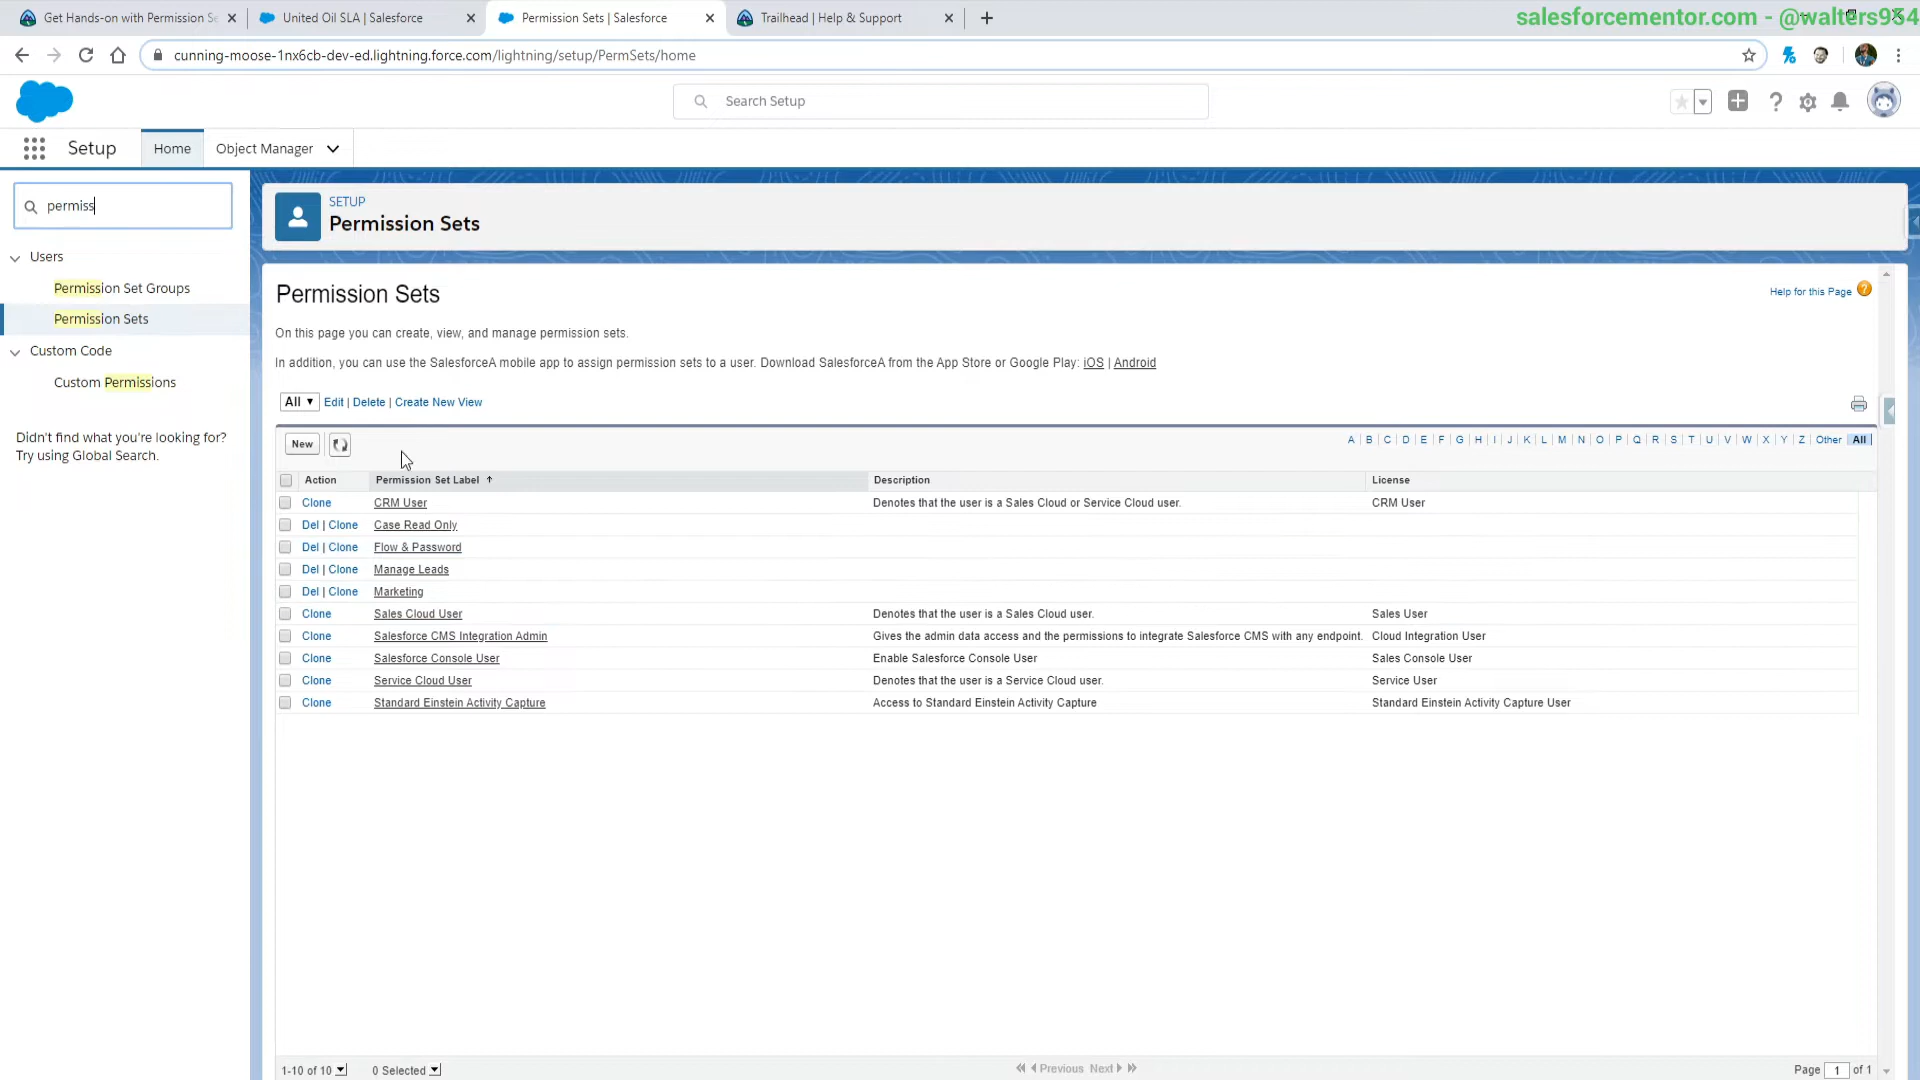 Get Hands-on with Permission Se
United Oil SLA | Salesforce
Permission Sets | Salesforce
Trailhead | Help & Support
salesforcementor.com - @walters954
cunning-moose-1nx6cb-dev-ed.lightning.force.com/lightning/setup/PermSets/home
Search Setup
Setup
Home
Object Manager
permiss
Users
Permission Set Groups
Permission Sets
Custom Code
Custom Permissions
Didn't find what you're looking for?
Try using Global Search.
SETUP
Permission Sets
Permission Sets
Help for this Page ?
On this page you can create, view, and manage permission sets.
In addition, you can use the SalesforceA mobile app to assign permission sets to a user. Download SalesforceA from the App Store or Google Play: iOS | Android
All Edit | Delete | Create New View
New
A | B | C | D | E | F | G | H | I | J | K | L | M | N | O | P | Q | R | S | T | U | V | W | X | Y | Z | Other | All
Action Permission Set Label ↑ Description License
Clone CRM User Denotes that the user is a Sales Cloud or Service Cloud user. CRM User
Del | Clone Case Read Only
Del | Clone Flow & Password
Del | Clone Manage Leads
Del | Clone Marketing
Clone Sales Cloud User Denotes that the user is a Sales Cloud user. Sales User
Clone Salesforce CMS Integration Admin Gives the admin data access and the permissions to integrate Salesforce CMS with any endpoint. Cloud Integration User
Clone Salesforce Console User Enable Salesforce Console User Sales Console User
Clone Service Cloud User Denotes that the user is a Service Cloud user. Service User
Clone Standard Einstein Activity Capture Access to Standard Einstein Activity Capture Standard Einstein Activity Capture User
1-10 of 10 0 Selected Previous Next Page 1 of 1